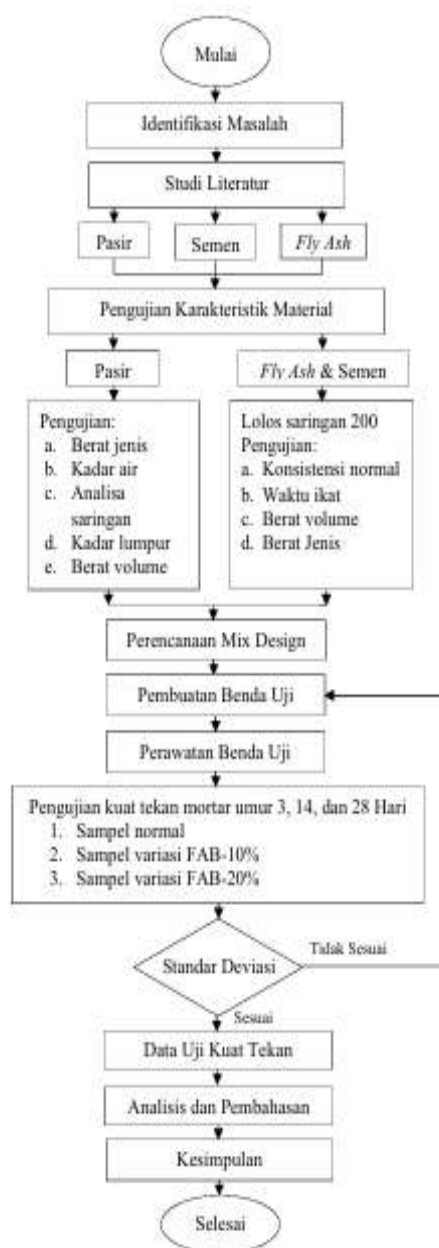 Mulai
Identifikasi Masalah
Studi Literatur
Pasir
Semen
Fly Ash
Pengujian Karakteristik Material
Pasir
Fly Ash & Semen
Pengujian:
a. Berat jenis
b. Kadar air
c. Analisa
saringan
d. Kadar lumpur
e. Berat volume
Lolos saringan 200
Pengujian:
a. Konsistensi normal
b. Waktu ikat
c. Berat volume
d. Berat Jenis
Perencanaan Mix Design
Pembuatan Benda Uji
Perawatan Benda Uji
Pengujian kuat tekan mortar umur 3, 14, dan 28 Hari
1. Sampel normal
2. Sampel variasi FAB-10%
3. Sampel variasi FAB-20%
Standar Deviasi
Tidak Sesuai
Sesuai
Data Uji Kuat Tekan
Analisis dan Pembahasan
Kesimpulan
Selesai